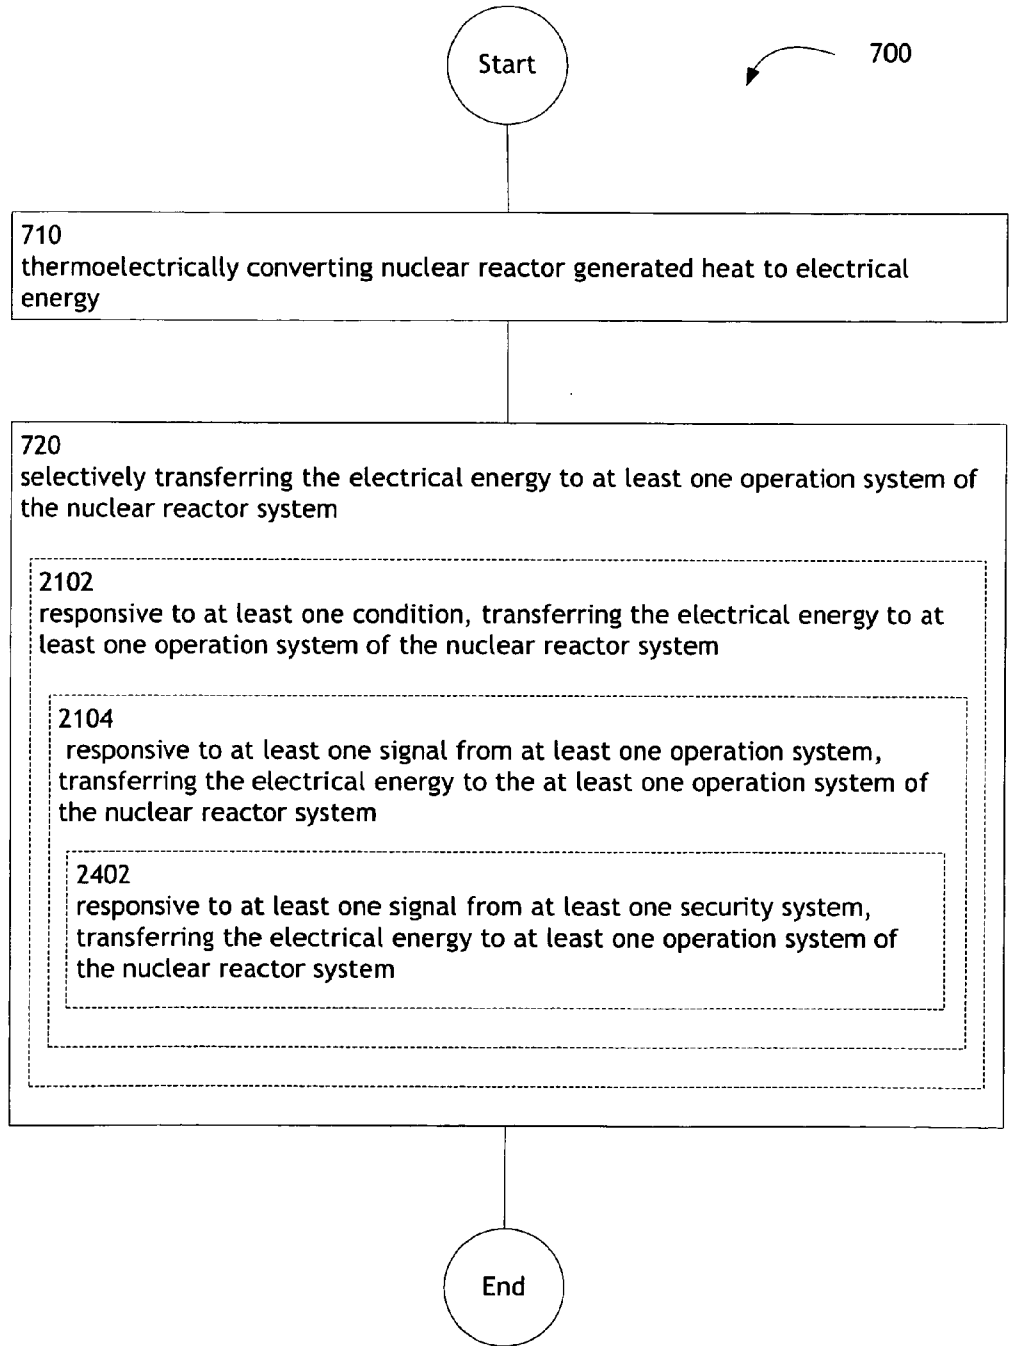 Start
700
710
thermoelectrically converting nuclear reactor generated heat to electrical
energy
720
selectively transferring the electrical energy to at least one operation system of
the nuclear reactor system
2102
responsive to at least one condition, transferring the electrical energy to at
least one operation system of the nuclear reactor system
2104
responsive to at least one signal from at least one operation system,
transferring the electrical energy to the at least one operation system of
the nuclear reactor system
2402
responsive to at least one signal from at least one security system,
transferring the electrical energy to at least one operation system of
the nuclear reactor system
End